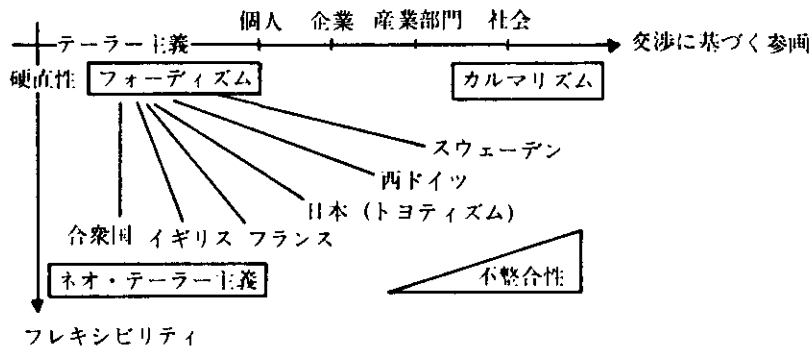 個人 企業 産業部門 社会
テーラー主義 交渉に基づく参画
硬直性 フォーディズム カルマリズム
スウェーデン
西ドイツ
日本 (トヨティズム)
合衆国 イギリス フランス
ネオ・テーラー主義 不整合性
フレキシビリティ